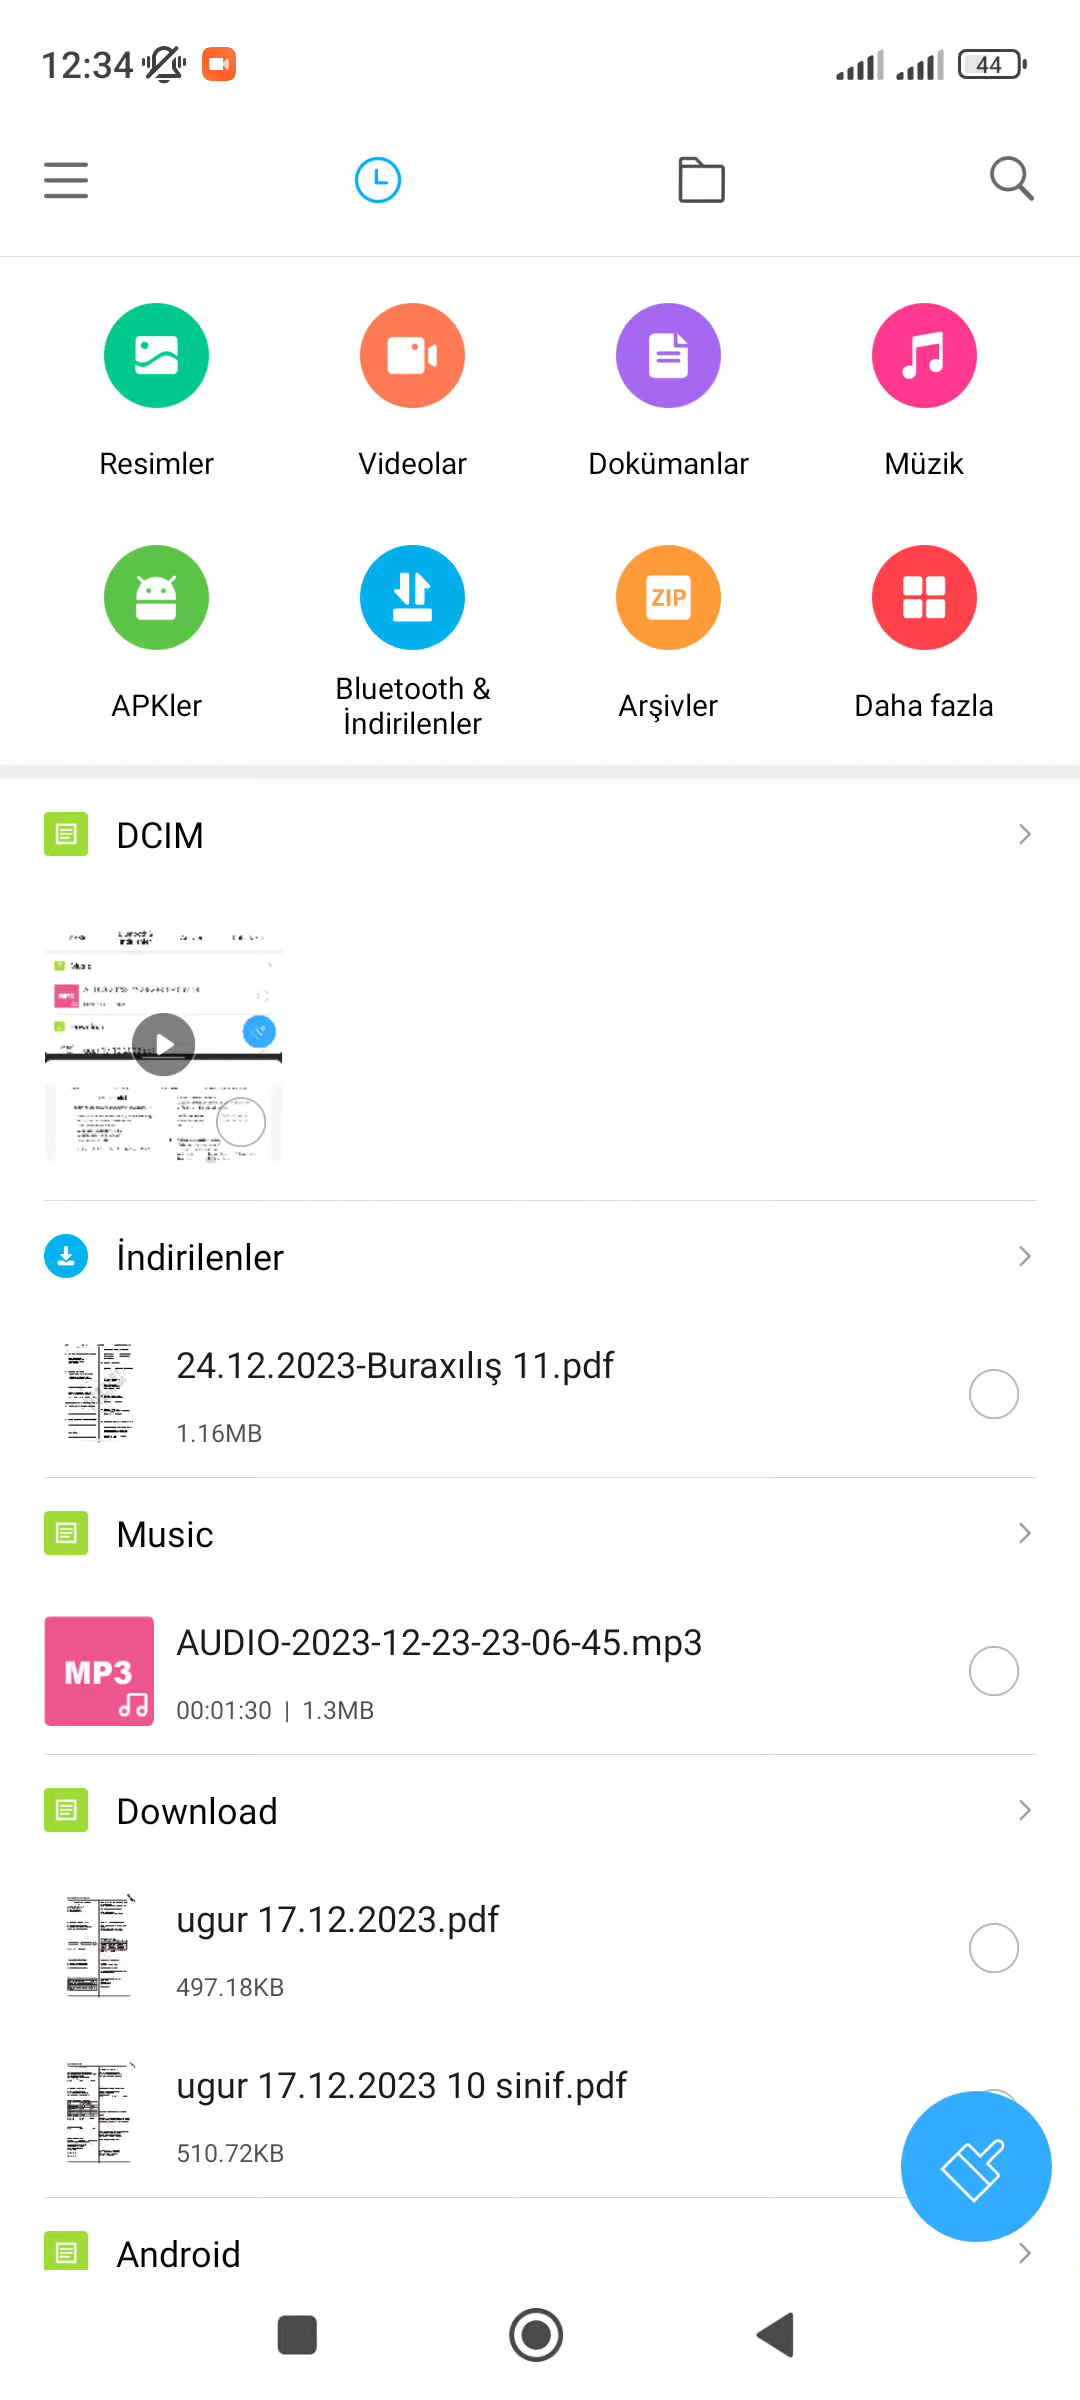 12:34
44
Resimler
Videolar
Dokümanlar
Müzik
ZIP
APKler
Bluetooth &
İndirilenler
Arşivler
Daha fazla
DCIM
Music
İndirilenler
24.12.2023-Buraxılış 11.pdf
1.16MB
Music
MP3
AUDIO-2023-12-23-23-06-45.mp3
00:01:30 | 1.3MB
Download
ugur 17.12.2023.pdf
497.18KB
ugur 17.12.2023 10 sinif.pdf
510.72KB
Android